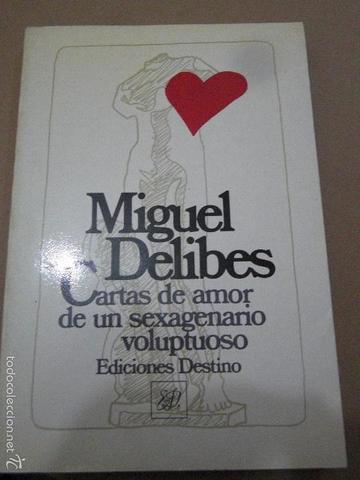 Miguel
Delibes
Cartas de amor
de un sexagenario
voluptuoso
Ediciones Destino
todocoleccion.net